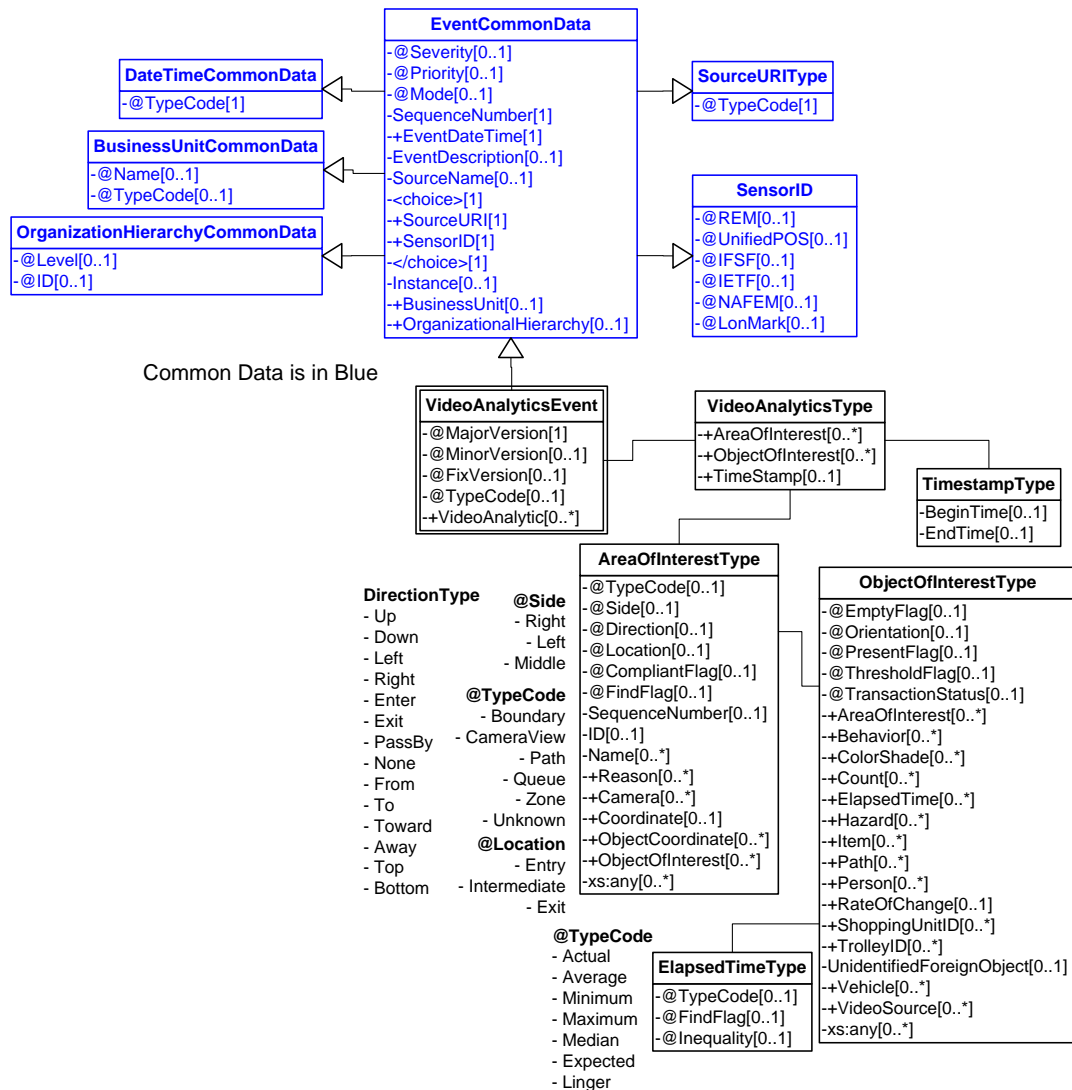 EventCommonData
-@Severity[0..1]
-@Priority[0..1]
-@Mode[0..1]
-SequenceNumber[1]
-+EventDateTime[1]
-EventDescription[0..1]
-SourceName[0..1]
-<choice>[1]
-+SourceURI[1]
-+SensorID[1]
-</choice>[1]
-Instance[0..1]
-+BusinessUnit[0..1]
-+OrganizationalHierarchy[0..1]
DateTimeCommonData
-@TypeCode[1]
BusinessUnitCommonData
-@Name[0..1]
-@TypeCode[0..1]
OrganizationHierarchyCommonData
-@Level[0..1]
-@ID[0..1]
SourceURIType
-@TypeCode[1]
SensorID
-@REM[0..1]
-@UnifiedPOS[0..1]
-@IFSF[0..1]
-@IETF[0..1]
-@NAFEM[0..1]
-@LonMark[0..1]
Common Data is in Blue
VideoAnalyticsEvent
-@MajorVersion[1]
-@MinorVersion[0..1]
-@FixVersion[0..1]
-@TypeCode[0..1]
-+VideoAnalytic[0..*]
VideoAnalyticsType
-+AreaOfInterest[0..*]
-+ObjectOfInterest[0..*]
-+TimeStamp[0..1]
TimestampType
-BeginTime[0..1]
-EndTime[0..1]
DirectionType
- Up
- Down
- Left
- Right
- Enter
- Exit
- PassBy
- None
- From
- To
- Toward
- Away
- Top
- Bottom
@Side
- Right
- Left
- Middle
@TypeCode
- Boundary
- CameraView
- Path
- Queue
- Zone
- Unknown
@Location
- Entry
- Intermediate
- Exit
AreaOfInterestType
-@TypeCode[0..1]
-@Side[0..1]
-@Direction[0..1]
-@Location[0..1]
-@CompliantFlag[0..1]
-@FindFlag[0..1]
-SequenceNumber[0..1]
-ID[0..1]
-Name[0..*]
-+Reason[0..*]
-+Camera[0..*]
-+Coordinate[0..1]
-+ObjectCoordinate[0..*]
-+ObjectOfInterest[0..*]
-xs:any[0..*]
ObjectOfInterestType
-@EmptyFlag[0..1]
-@Orientation[0..1]
-@PresentFlag[0..1]
-@ThresholdFlag[0..1]
-@TransactionStatus[0..1]
-+AreaOfInterest[0..*]
-+Behavior[0..*]
-+ColorShade[0..*]
-+Count[0..*]
-+ElapsedTime[0..*]
-+Hazard[0..*]
-+Item[0..*]
-+Path[0..*]
-+Person[0..*]
-+RateOfChange[0..1]
-+ShoppingUnitID[0..*]
-+TrolleyID[0..*]
-UnidentifiedForeignObject[0..1]
-+Vehicle[0..*]
-+VideoSource[0..*]
-xs:any[0..*]
@TypeCode
- Actual
- Average
- Minimum
- Maximum
- Median
- Expected
- Linger
ElapsedTimeType
-@TypeCode[0..1]
-@FindFlag[0..1]
-@Inequality[0..1]